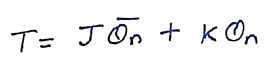 T = J Q̅n + K Qn